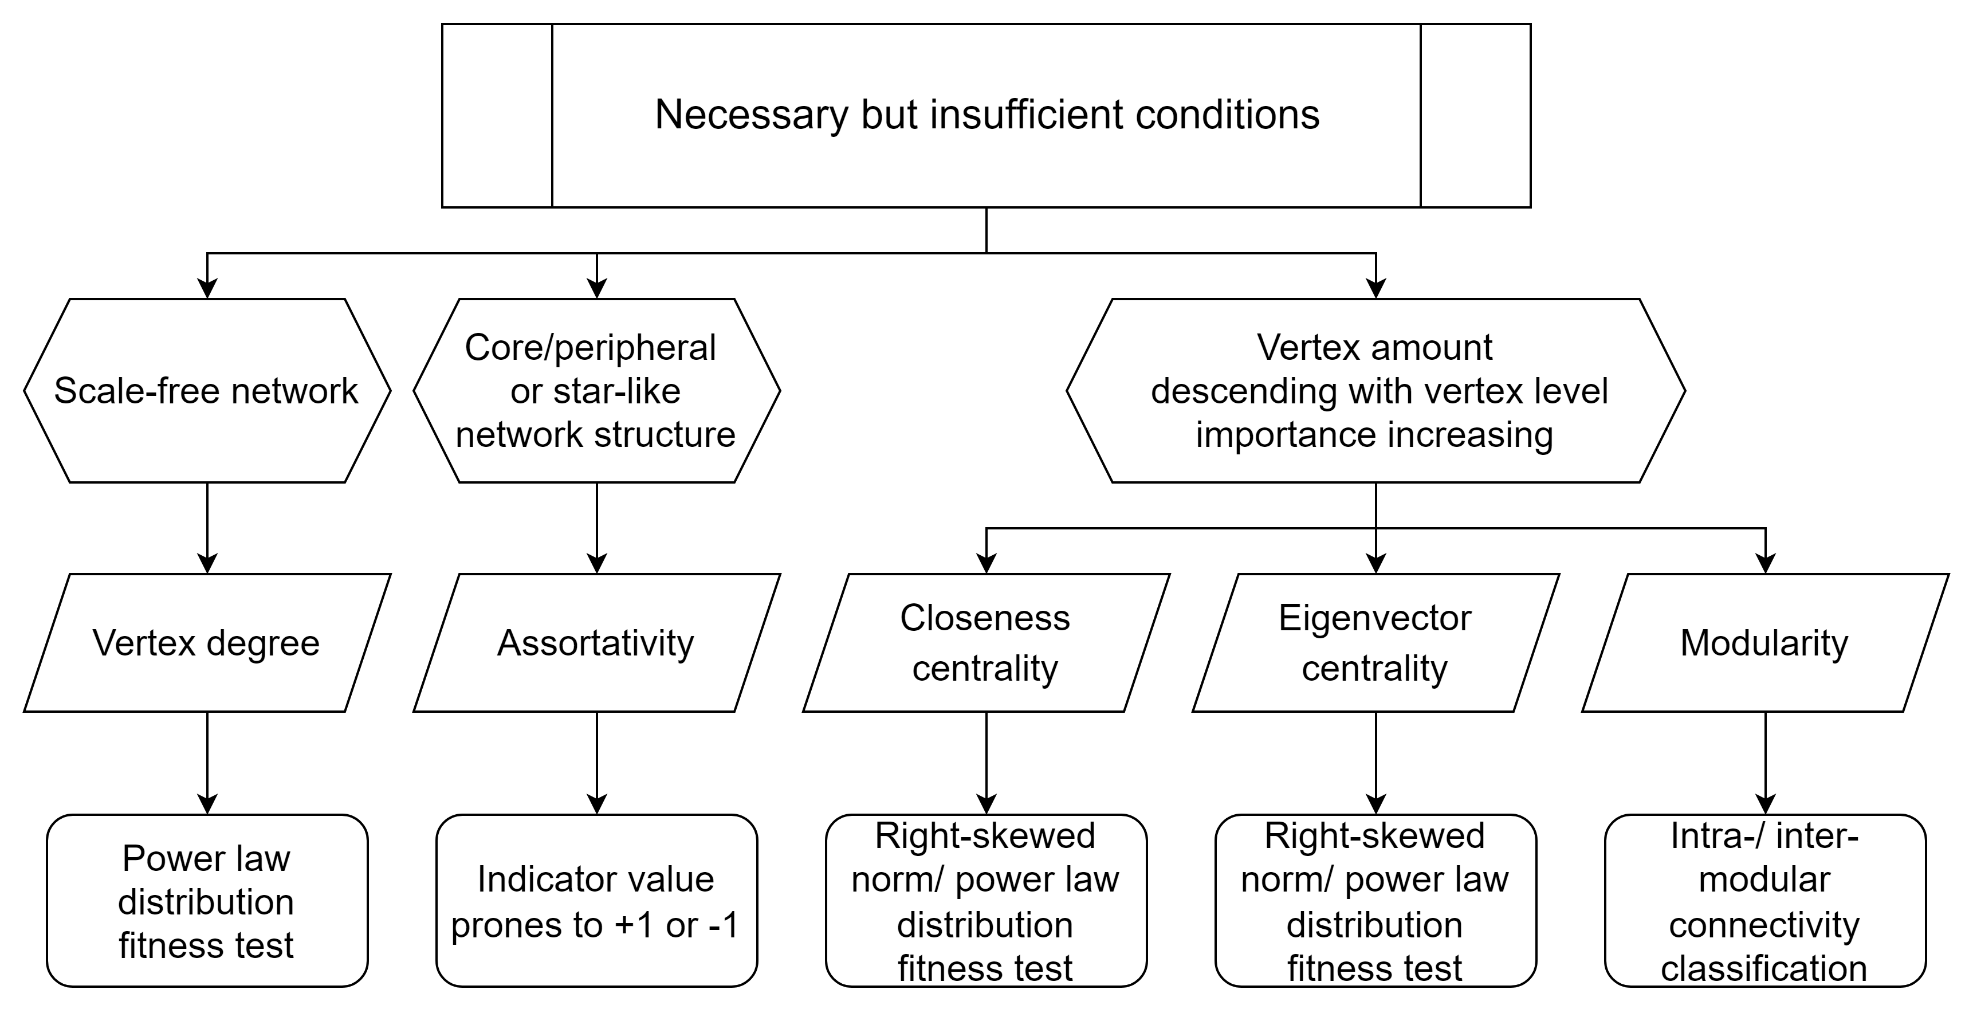 Necessary but insufficient conditions
Scale-free network
Core/peripheral
or star-like
network structure
Vertex amount
descending with vertex level
importance increasing
Vertex degree
Assortativity
Closeness
centrality
Eigenvector
centrality
Modularity
Power law
distribution
fitness test
Indicator value
prones to +1 or -1
Right-skewed
norm/ power law
distribution
fitness test
Right-skewed
norm/ power law
distribution
fitness test
Intra-/ inter-
modular
connectivity
classification